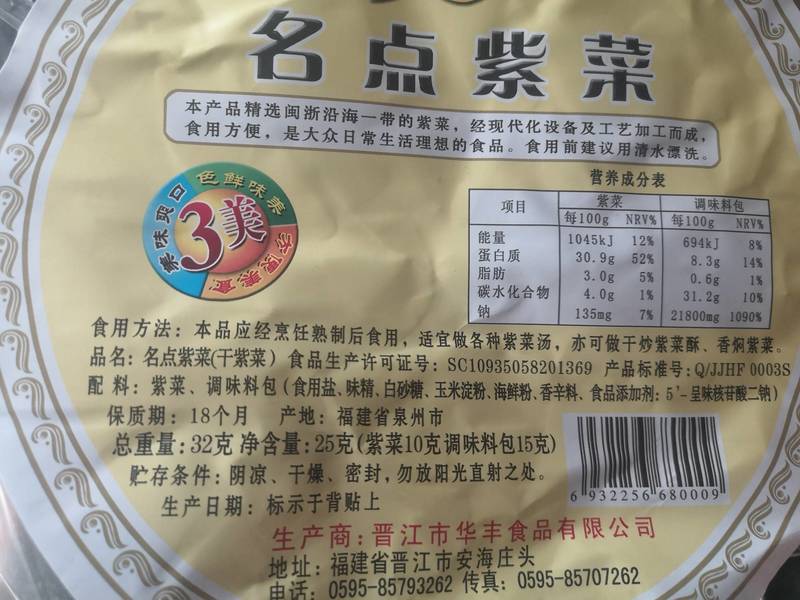 名点紫菜
本产品精选闽浙沿海一带的紫菜，经现代化设备及工艺加工而成，
食用方便，是大众日常生活理想的食品。食用前建议用清水漂洗。
色鲜味美
味爽口
3美
营养成分表
项目 紫菜 调味料包
每100g NRV% 每100g NRV%
能量 1045kJ 12% 694kJ 8%
蛋白质 30.9g 52% 8.3g 14%
脂肪 3.0g 5% 0.6g 1%
碳水化合物 4.0g 1% 31.2g 10%
钠 135mg 7% 21800mg 1090%
食用方法：本品应经烹饪熟制后食用，适宜做各种紫菜汤，亦可做干炒紫菜酥、香焖紫菜。
品名：名点紫菜(干紫菜) 食品生产许可证号：SC10935058201369 产品标准号：Q/JJHF 0003S
配 料：紫菜、调味料包（食用盐、味精、白砂糖、玉米淀粉、海鲜粉、香辛料、食品添加剂：5'-呈味核苷酸二钠）
保质期：18个月 产地：福建省泉州市
总重量：32克 净含量：25克（紫菜10克调味料包15克）
贮存条件：阴凉、干燥、密封，勿放阳光直射之处。
生产日期：标示于背贴上
6 932256 680009
生产商：晋江市华丰食品有限公司
地址：福建省晋江市安海庄头
电话：0595-85793262 传真：0595-85707262